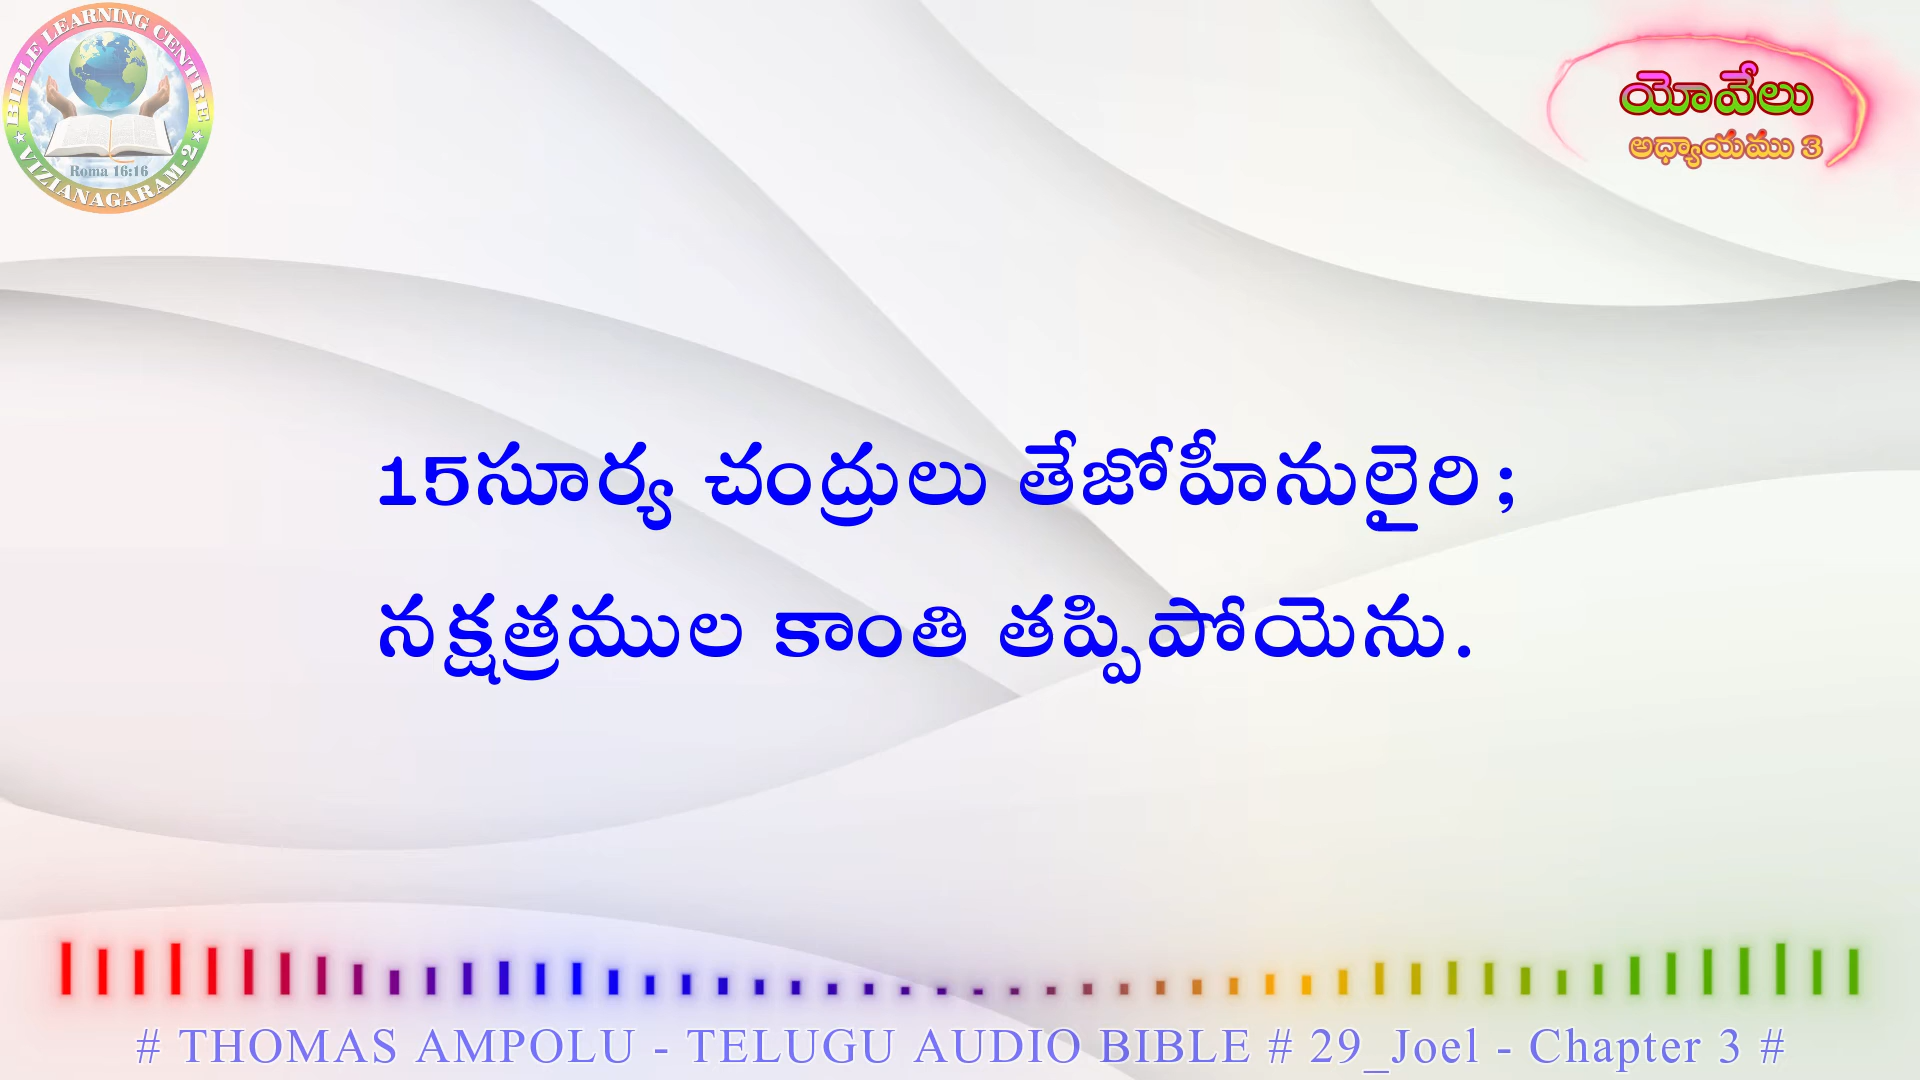 BIBLE LEARNING CENTRE
Roma 16:16
★ VIZIANAGARAM-2 ★
యోవేలు
అధ్యాయము 3
15సూర్య చంద్రులు తేజోహీనులైరి;
నక్షత్రముల కాంతి తప్పిపోయెను.
# THOMAS AMPOLU - TELUGU AUDIO BIBLE # 29_Joel - Chapter 3 #